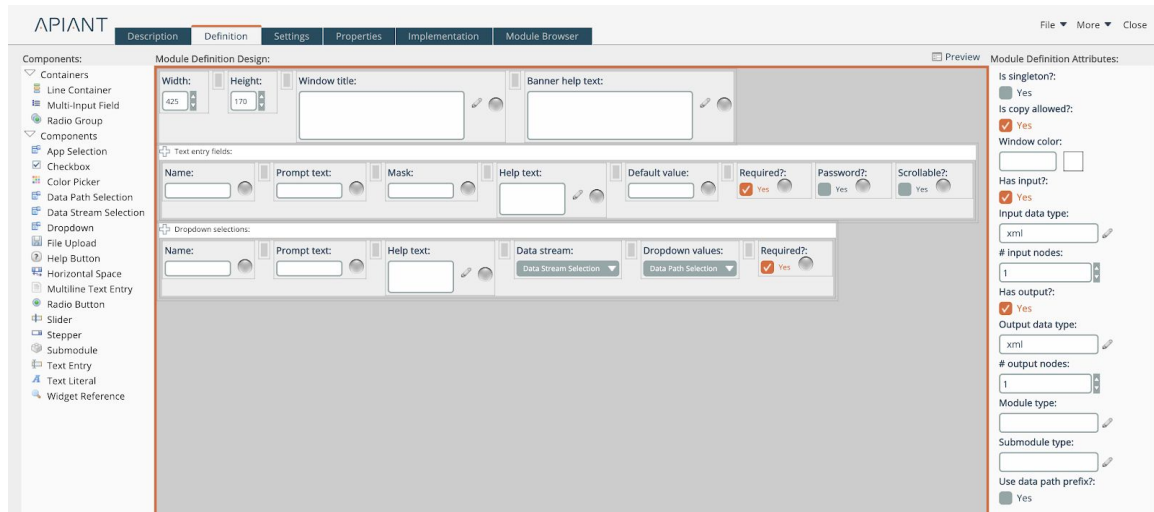 APIANT
Description Definition Settings Properties Implementation Module Browser
File ▼ More ▼ Close
Components:
Containers
Line Container
Multi-Input Field
Radio Group
Components
App Selection
Checkbox
Color Picker
Data Path Selection
Data Stream Selection
Dropdown
File Upload
Help Button
Horizontal Space
Multiline Text Entry
Radio Button
Slider
Stepper
Submodule
Text Entry
Text Literal
Widget Reference
Module Definition Design:
Preview
Width: Height: Window title: Banner help text:
425 170
Text entry fields:
Name: Prompt text: Mask: Help text: Default value: Required?: Password?: Scrollable?:
Yes Yes Yes
Dropdown selections:
Name: Prompt text: Help text: Data stream: Dropdown values: Required?:
Data Stream Selection Data Path Selection Yes
Module Definition Attributes:
Is singleton?:
Yes
Is copy allowed?:
Yes
Window color:
Has input?:
Yes
Input data type:
xml
# input nodes:
1
Has output?:
Yes
Output data type:
xml
# output nodes:
1
Module type:
Submodule type:
Use data path prefix?:
Yes